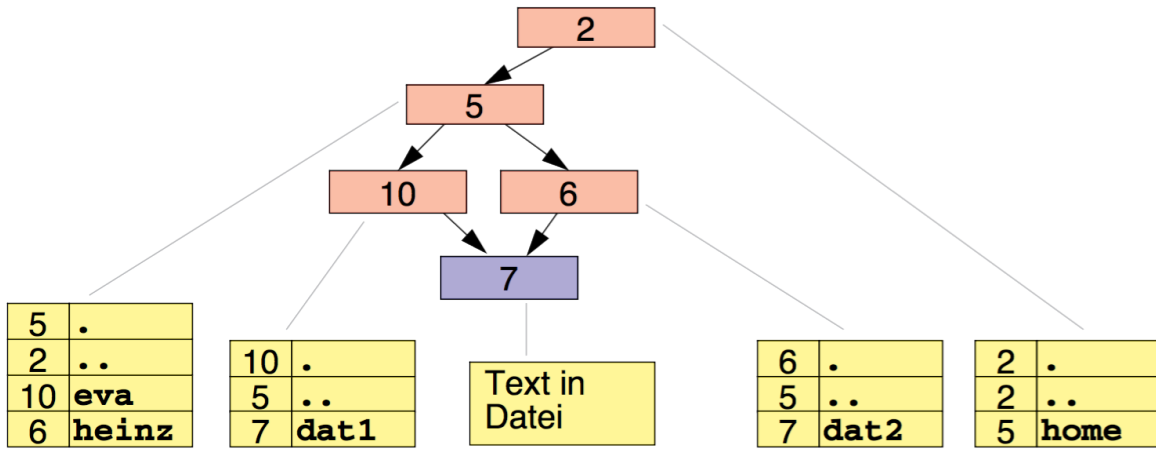 2
5
10 6
7
5 .
2 ..
10 eva
6 heinz
10 .
5 ..
7 dat1
Text in
Datei
6 .
5 ..
7 dat2
2 .
2 ..
5 home